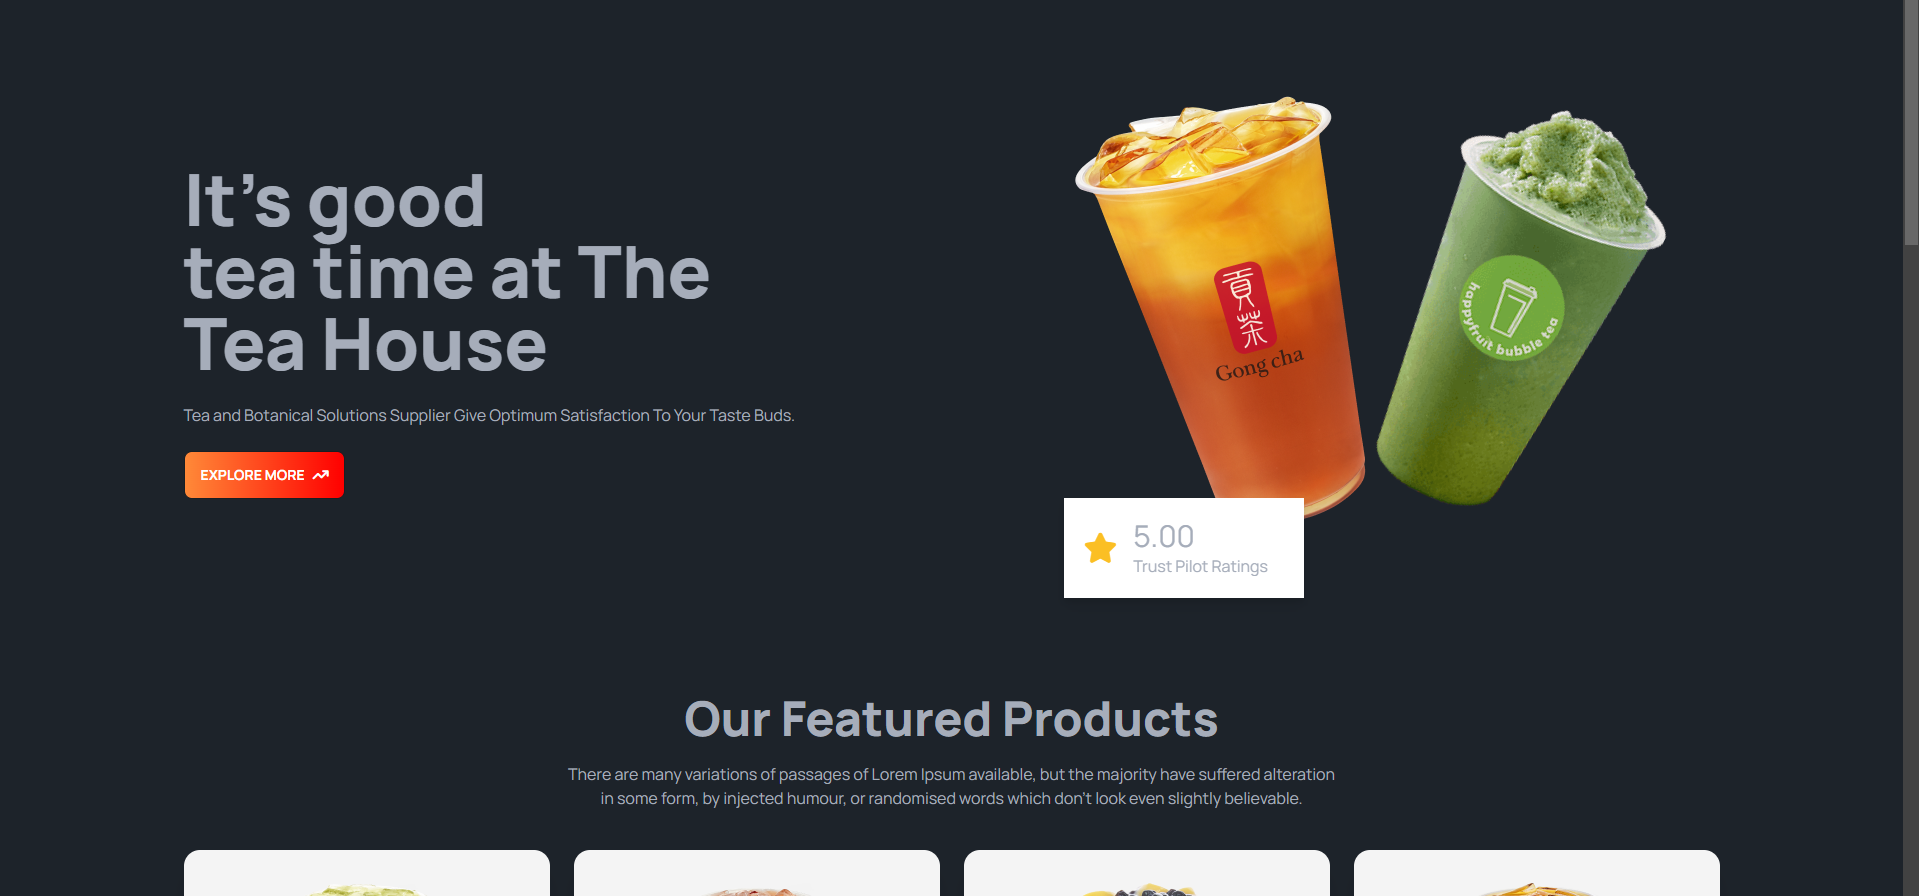 It’s good
tea time at The
Tea House
Tea and Botanical Solutions Supplier Give Optimum Satisfaction To Your Taste Buds.
EXPLORE MORE
貢茶
Gong cha
happyfruit bubble tea
5.00
Trust Pilot Ratings
Our Featured Products
There are many variations of passages of Lorem Ipsum available, but the majority have suffered alteration
in some form, by injected humour, or randomised words which don't look even slightly believable.